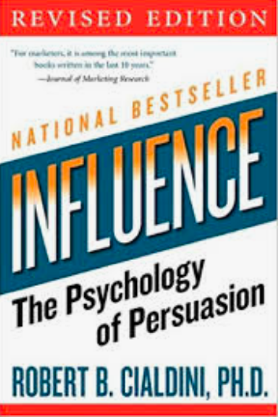 REVISED EDITION
"For marketers, it is among the most important
books written in the last 10 years."
—Journal of Marketing Research
NATIONAL BESTSELLER
INFLUENCE
The Psychology
of Persuasion
ROBERT B. CIALDINI, PH.D.